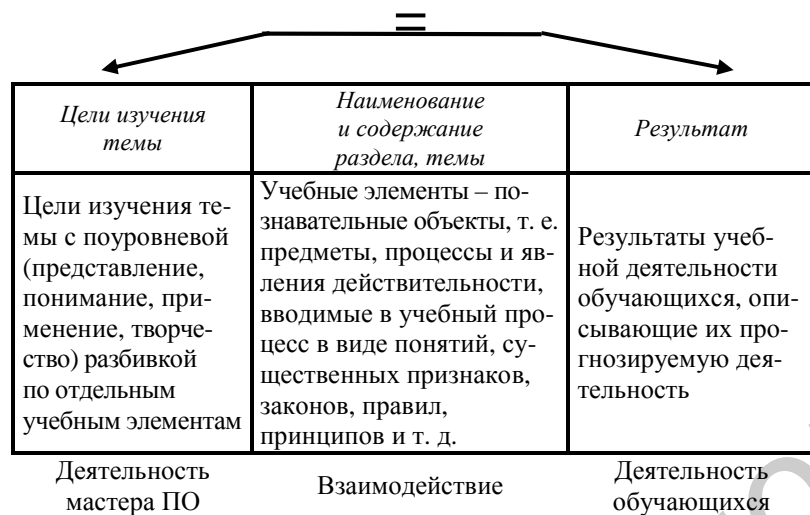 =
Цели изучения
темы
Наименование
и содержание
раздела, темы
Результат
Цели изучения те-
мы с поуровневой
(представление,
понимание, при-
менение, творче-
ство) разбивкой
по отдельным
учебным элементам
Учебные элементы – по-
знавательные объекты, т. е.
предметы, процессы и яв-
ления действительности,
вводимые в учебный про-
цесс в виде понятий, су-
щественных признаков,
законов, правил,
принципов и т. д.
Результаты учеб-
ной деятельности
обучающихся, опи-
сывающие их про-
гнозируемую дея-
тельность
Деятельность
мастера ПО
Взаимодействие
Деятельность
обучающихся